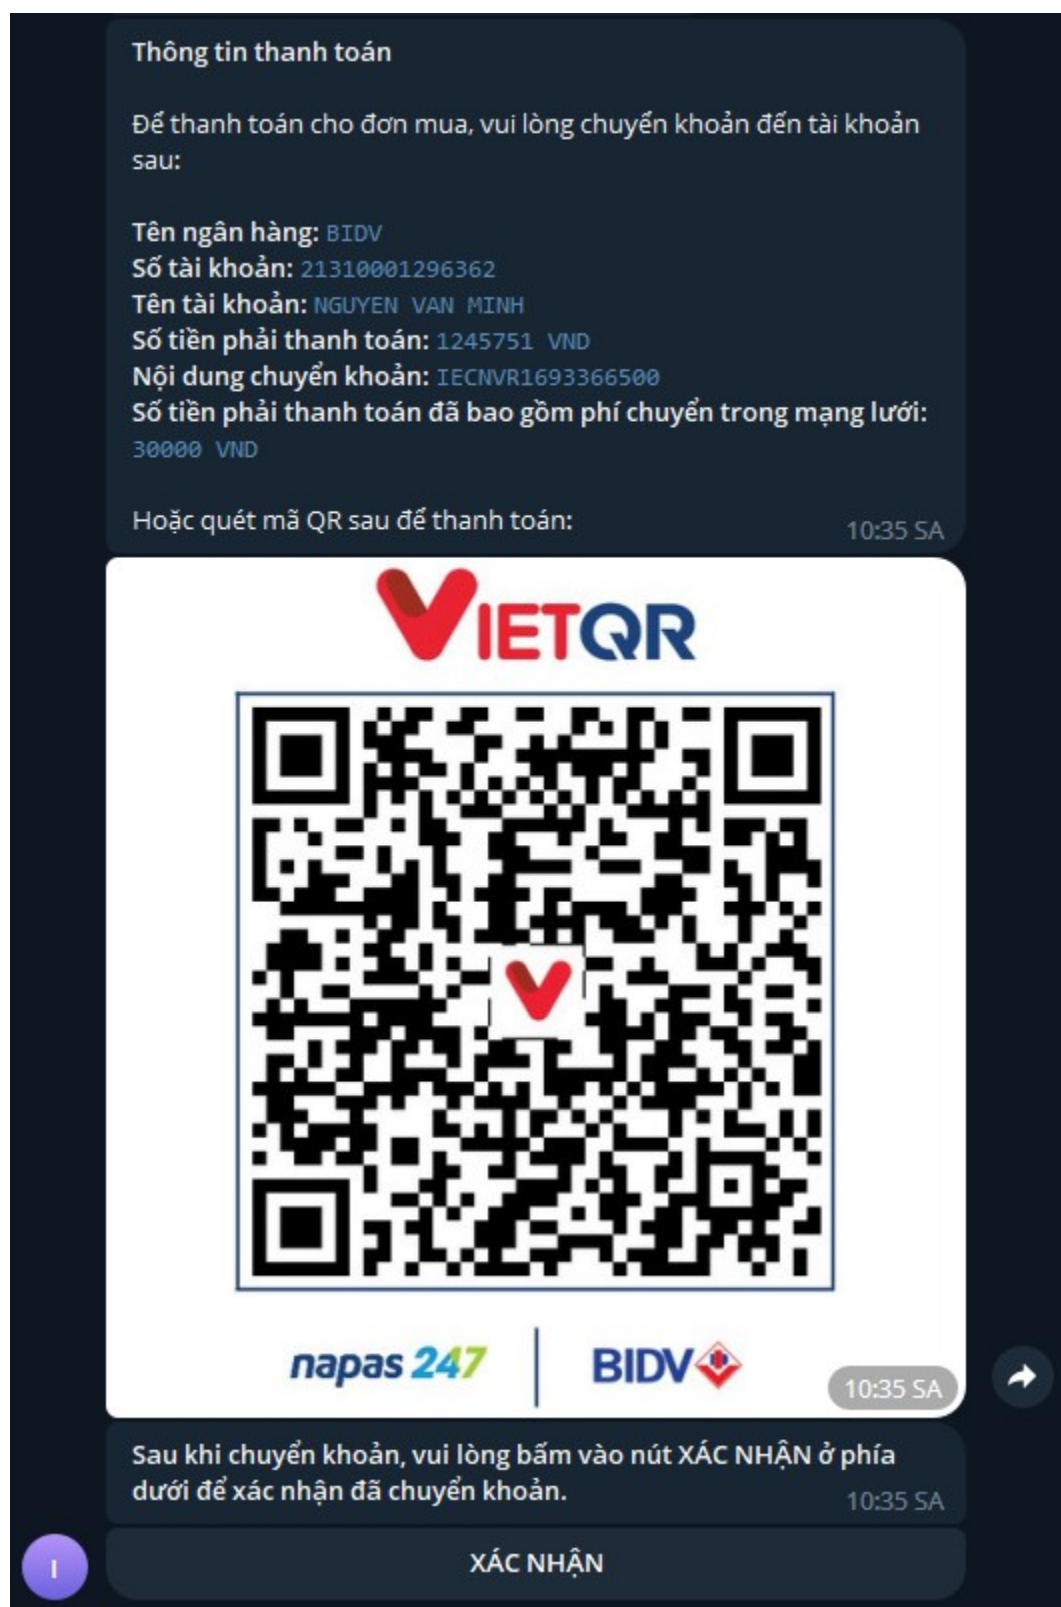 Thông tin thanh toán
Để thanh toán cho đơn mua, vui lòng chuyển khoản đến tài khoản
sau:
Tên ngân hàng: BIDV
Số tài khoản: 21310001296362
Tên tài khoản: NGUYEN VAN MINH
Số tiền phải thanh toán: 1245751 VND
Nội dung chuyển khoản: IECNVR1693366500
Số tiền phải thanh toán đã bao gồm phí chuyển trong mạng lưới:
30000 VND
Hoặc quét mã QR sau để thanh toán:
10:35 SA
VIETQR
napas 247
BIDV
10:35 SA
Sau khi chuyển khoản, vui lòng bấm vào nút XÁC NHẬN ở phía
dưới để xác nhận đã chuyển khoản.
10:35 SA
I
XÁC NHẬN